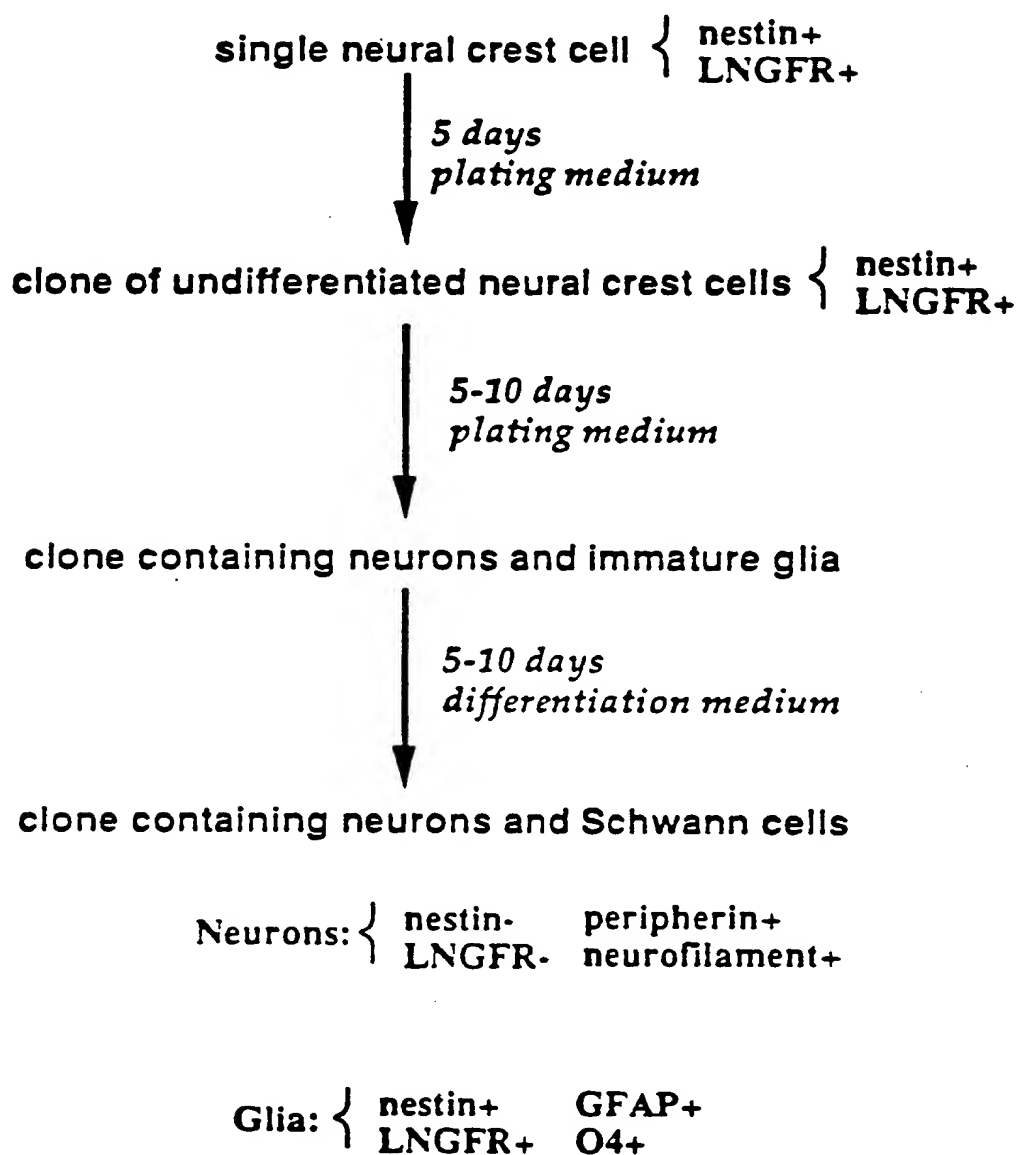 single neural crest cell { nestin+
LNGFR+
5 days
plating medium
clone of undifferentiated neural crest cells { nestin+
LNGFR+
5-10 days
plating medium
clone containing neurons and immature glia
5-10 days
differentiation medium
clone containing neurons and Schwann cells
Neurons: { nestin- peripherin+
LNGFR- neurofilament+
Glia: { nestin+ GFAP+
LNGFR+ O4+